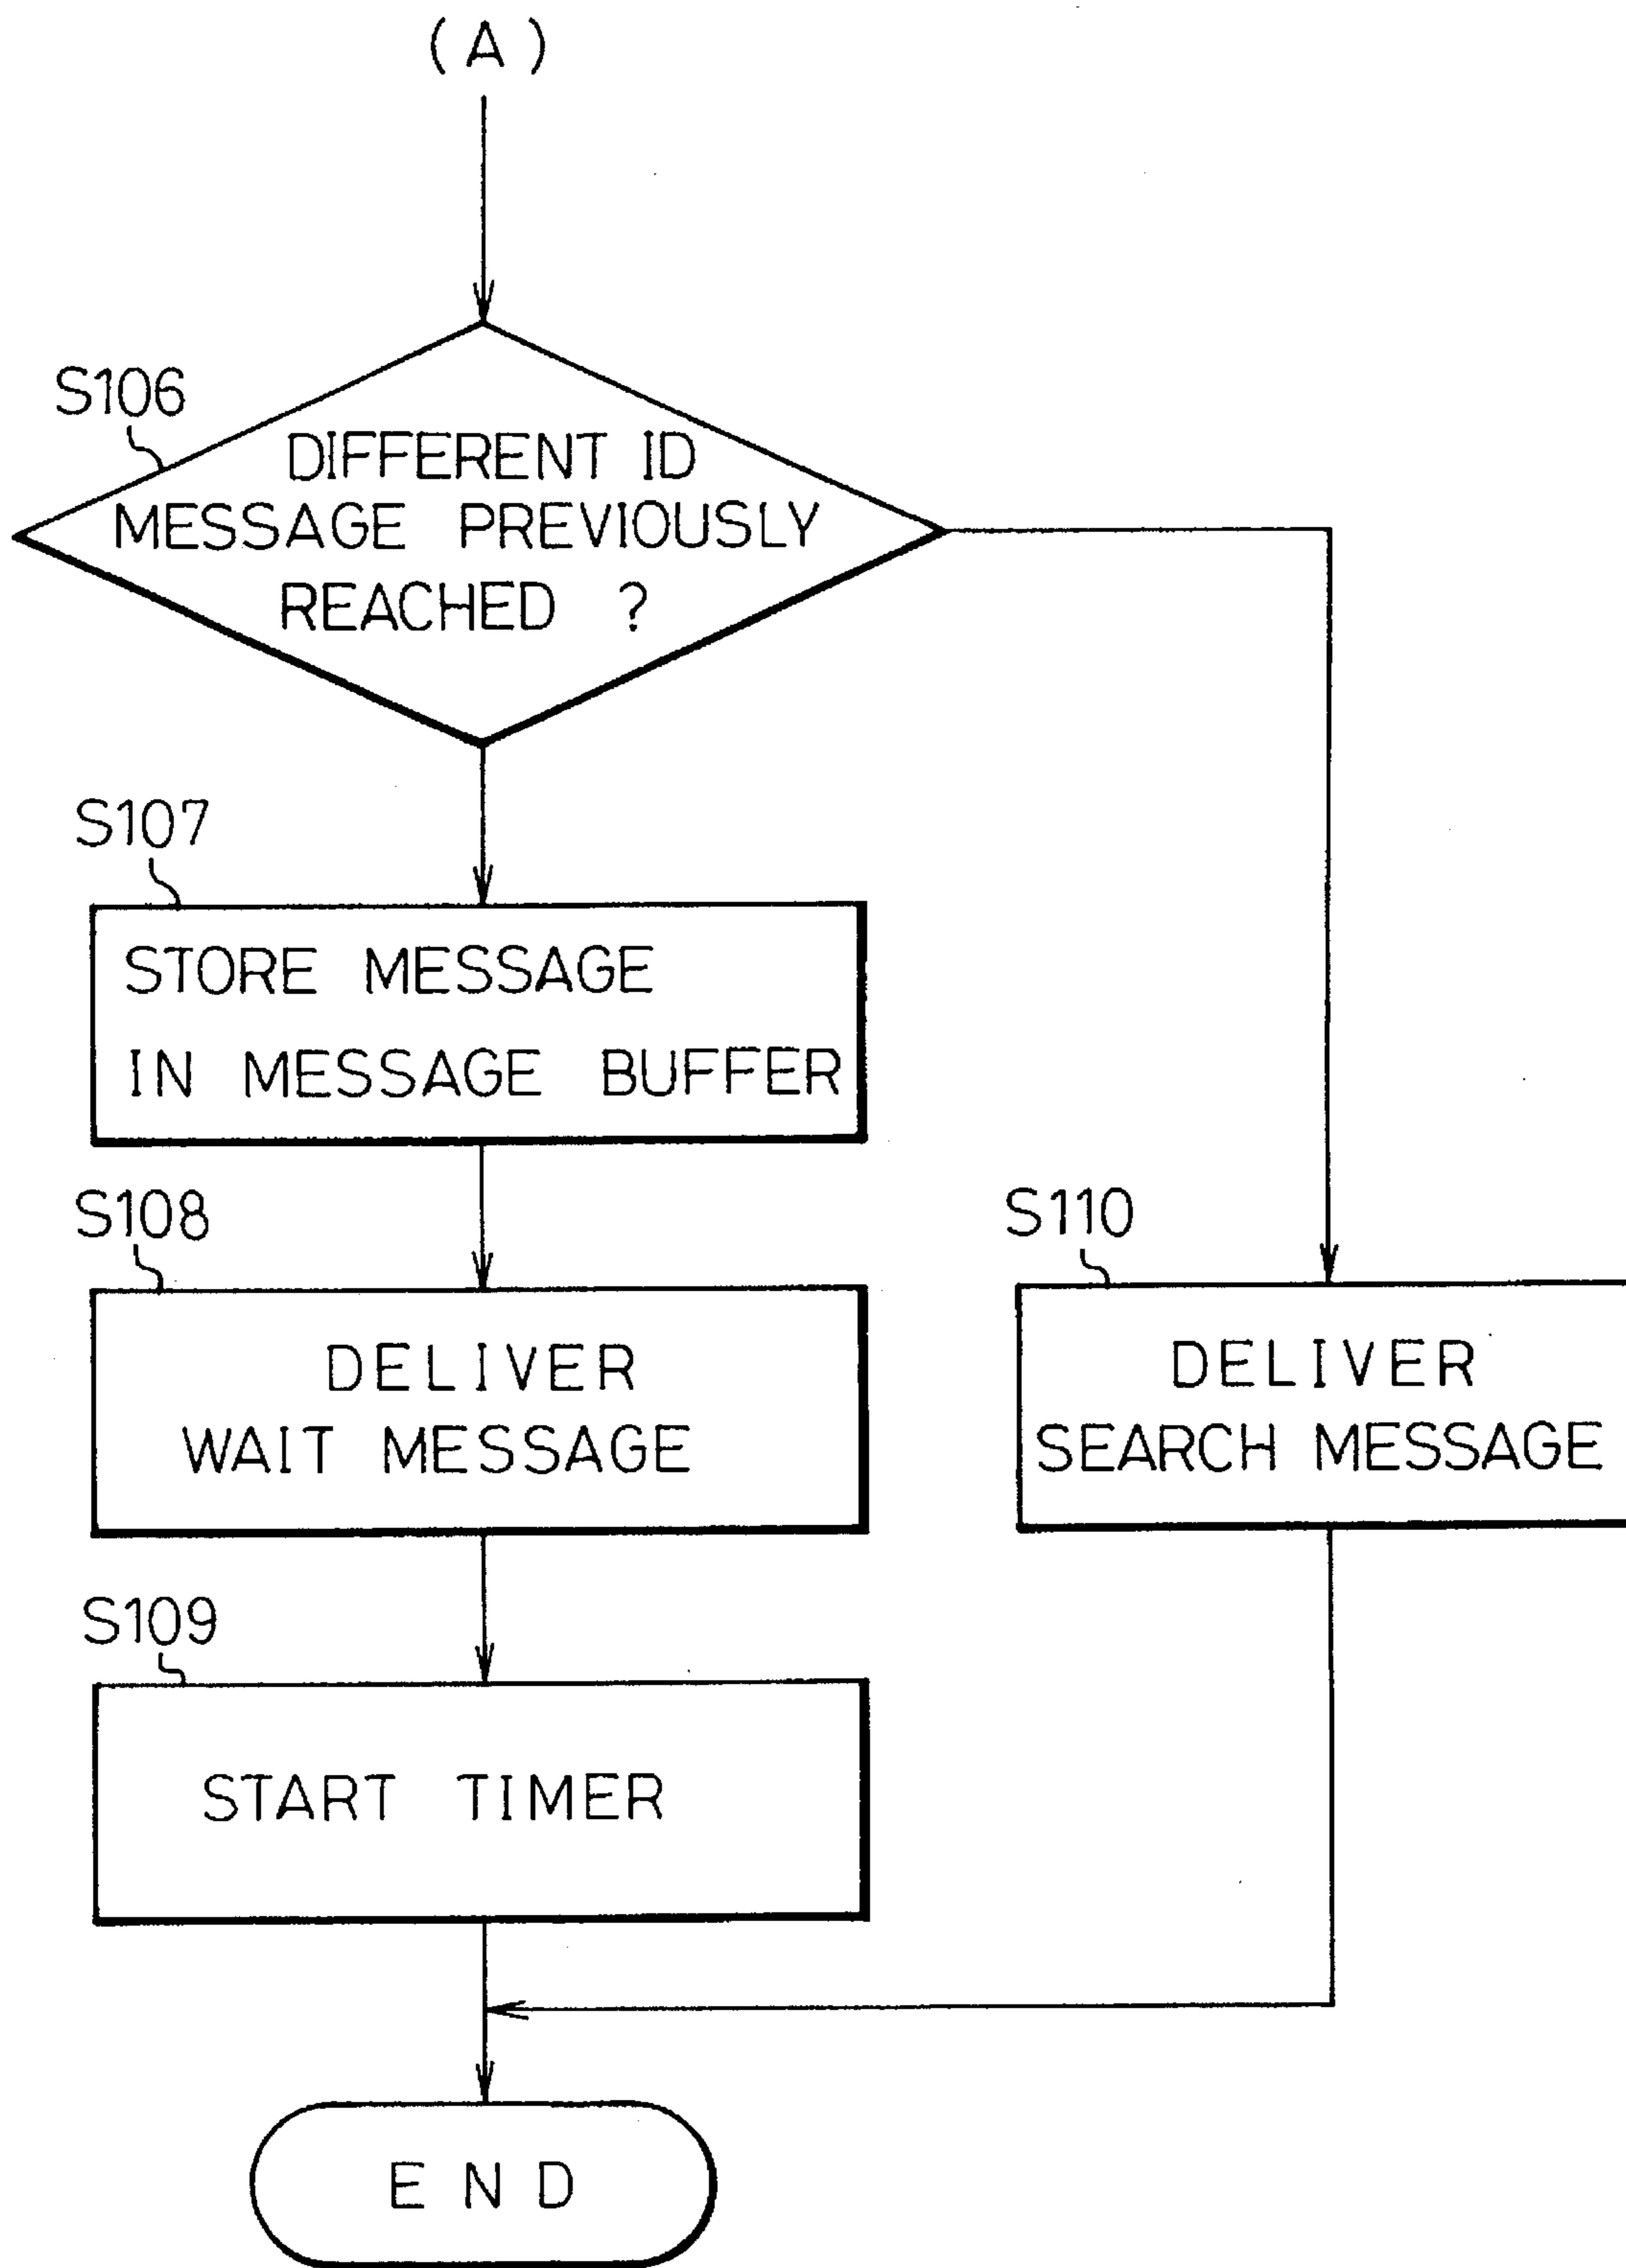 (A)
S106
DIFFERENT ID
MESSAGE PREVIOUSLY
REACHED ?
S107
STORE MESSAGE
IN MESSAGE BUFFER
S108
DELIVER
WAIT MESSAGE
S110
DELIVER
SEARCH MESSAGE
S109
START TIMER
END